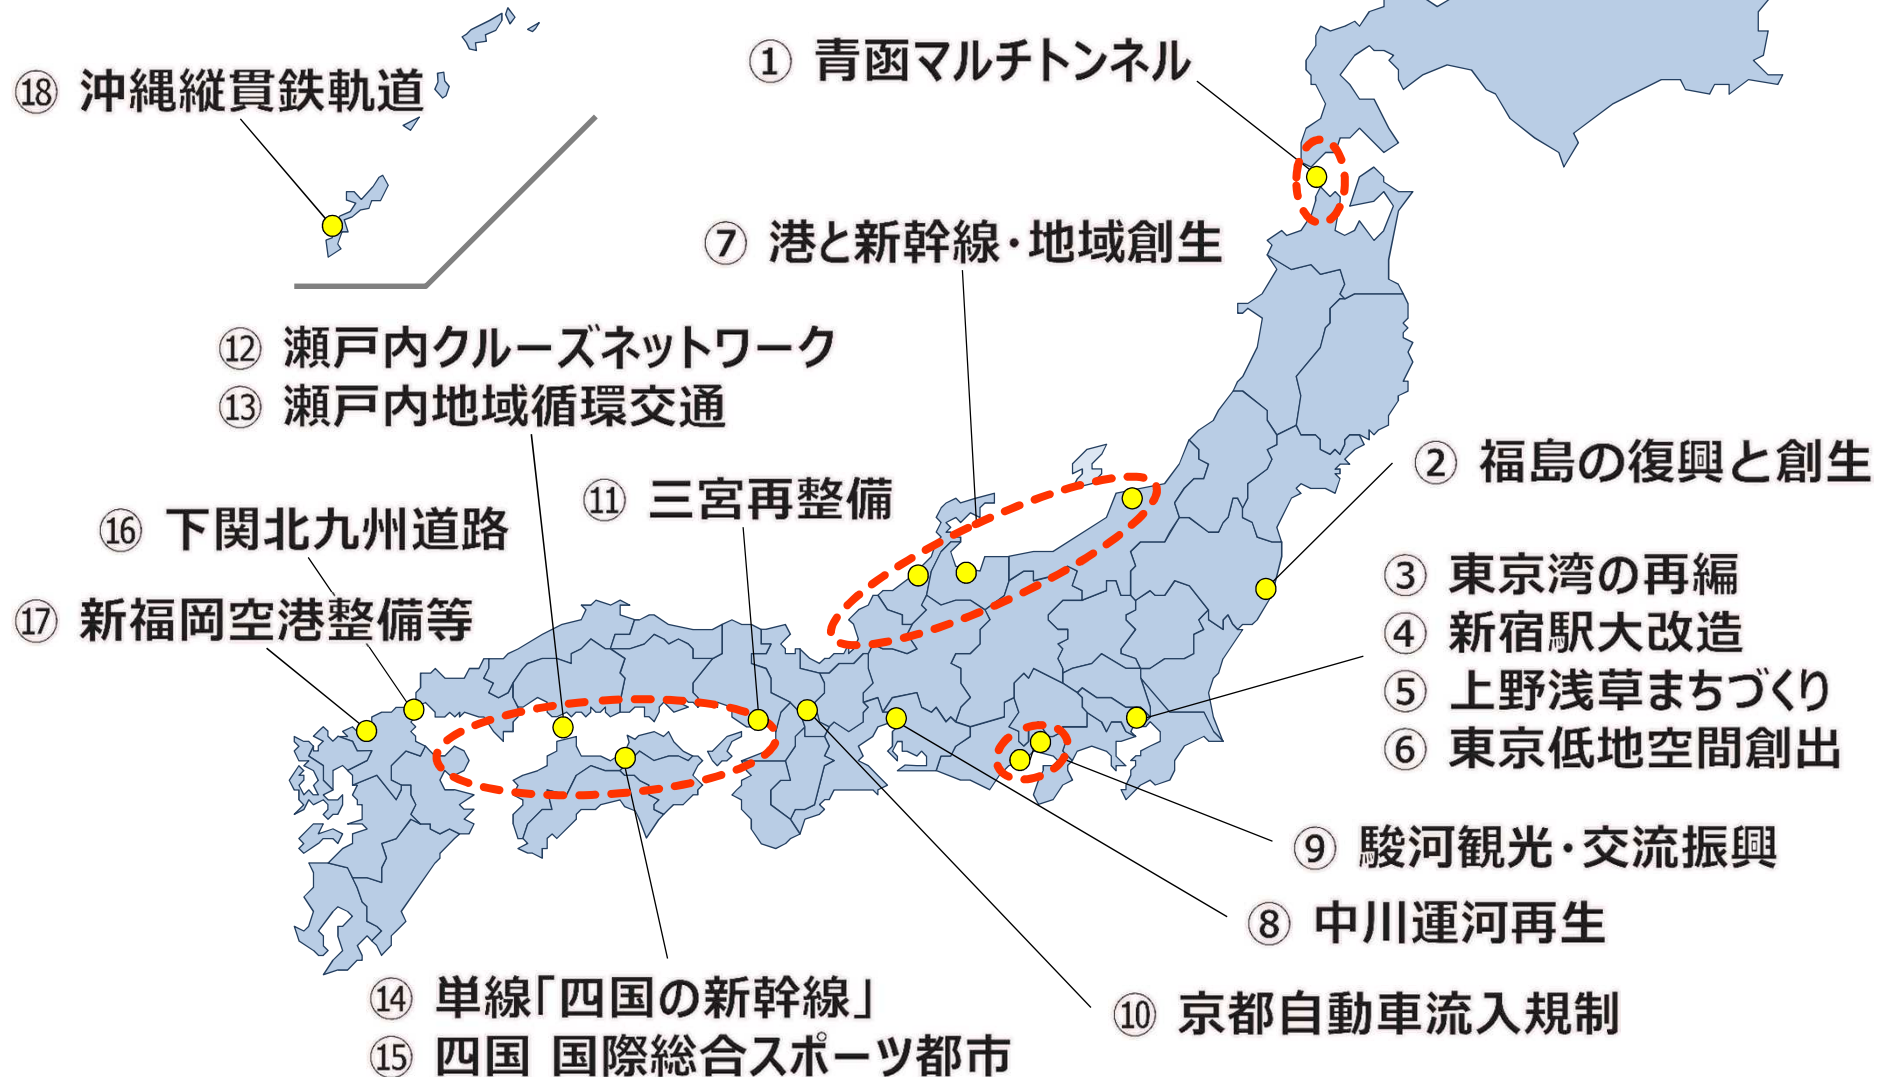 ① 青函マルチトンネル
⑱ 沖縄縦貫鉄軌道
⑦ 港と新幹線・地域創生
⑫ 瀬戸内クルーズネットワーク
⑬ 瀬戸内地域循環交通
② 福島の復興と創生
⑪ 三宮再整備
⑯ 下関北九州道路
③ 東京湾の再編
⑰ 新福岡空港整備等
④ 新宿駅大改造
⑤ 上野浅草まちづくり
⑥ 東京低地空間創出
⑨ 駿河観光・交流振興
⑧ 中川運河再生
⑭ 単線「四国の新幹線」
⑩ 京都自動車流入規制
⑮ 四国 国際総合スポーツ都市